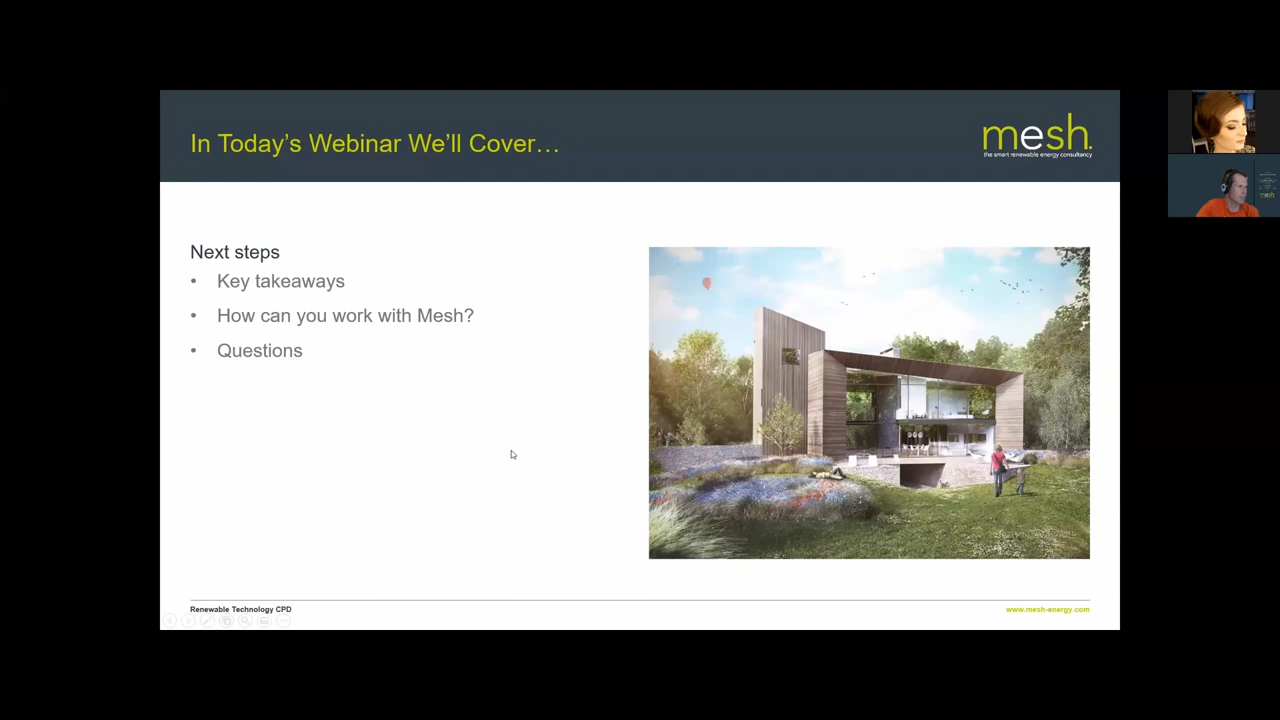 In Today's Webinar We'll Cover…
mesh.
the smart renewable energy consultancy
Next steps
• Key takeaways
• How can you work with Mesh?
• Questions
Renewable Technology CPD
www.mesh-energy.com
mesh